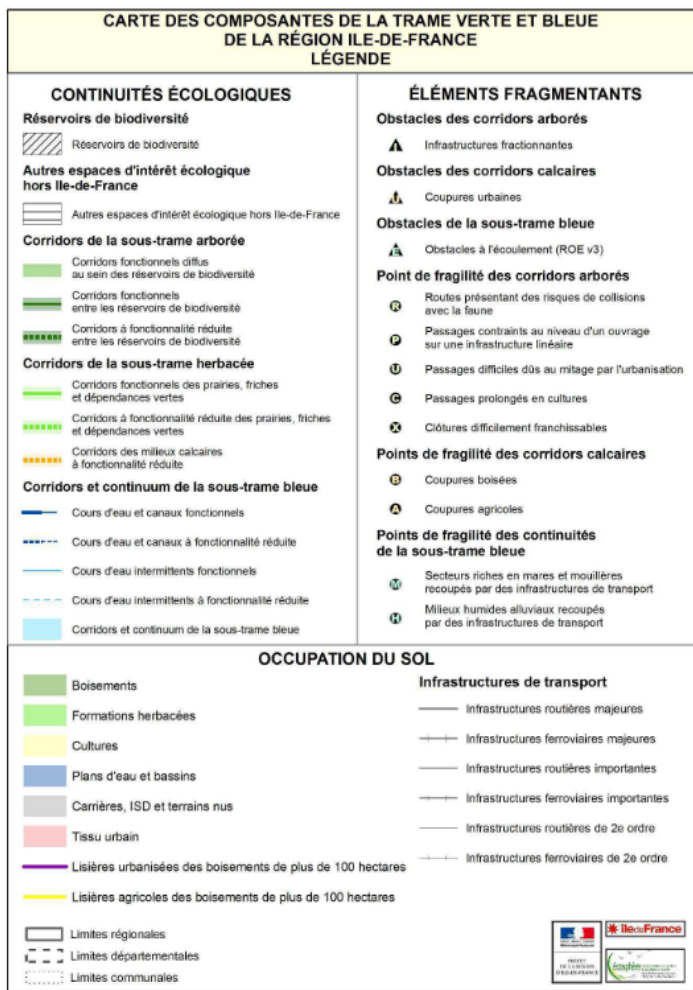 CARTE DES COMPOSANTES DE LA TRAME VERTE ET BLEUE
DE LA RÉGION ILE-DE-FRANCE
LÉGENDE
CONTINUITÉS ÉCOLOGIQUES
Réservoirs de biodiversité
Réservoirs de biodiversité
Autres espaces d'intérêt écologique
hors Ile-de-France
Autres espaces d'intérêt écologique hors Ile-de-France
Corridors de la sous-trame arborée
Corridors fonctionnels diffus
au sein des réservoirs de biodiversité
Corridors fonctionnels
entre les réservoirs de biodiversité
Corridors à fonctionnalité réduite
entre les réservoirs de biodiversité
Corridors de la sous-trame herbacée
Corridors fonctionnels des prairies, friches
et dépendances vertes
Corridors à fonctionnalité réduite des prairies, friches
et dépendances vertes
Corridors des milieux calcaires
à fonctionnalité réduite
Corridors et continuum de la sous-trame bleue
Cours d'eau et canaux fonctionnels
Cours d'eau et canaux à fonctionnalité réduite
Cours d'eau intermittents fonctionnels
Cours d'eau intermittents à fonctionnalité réduite
Corridors et continuum de la sous-trame bleue
ÉLÉMENTS FRAGMENTANTS
Obstacles des corridors arborés
Infrastructures fractionnantes
Obstacles des corridors calcaires
U Coupures urbaines
Obstacles de la sous-trame bleue
E Obstacles à l'écoulement (ROE v3)
Point de fragilité des corridors arborés
R Routes présentant des risques de collisions
avec la faune
P Passages contraints au niveau d'un ouvrage
sur une infrastructure linéaire
U Passages difficiles dûs au mitage par l'urbanisation
C Passages prolongés en cultures
X Clôtures difficilement franchissables
Points de fragilité des corridors calcaires
B Coupures boisées
A Coupures agricoles
Points de fragilité des continuités
de la sous-trame bleue
M Secteurs riches en mares et mouillères
recoupés par des infrastructures de transport
H Milieux humides alluviaux recoupés
par des infrastructures de transport
OCCUPATION DU SOL
Boisements
Formations herbacées
Cultures
Plans d'eau et bassins
Carrières, ISD et terrains nus
Tissu urbain
Lisières urbanisées des boisements de plus de 100 hectares
Lisières agricoles des boisements de plus de 100 hectares
Limites régionales
Limites départementales
Limites communales
Infrastructures de transport
Infrastructures routières majeures
Infrastructures ferroviaires majeures
Infrastructures routières importantes
Infrastructures ferroviaires importantes
Infrastructures routières de 2e ordre
Infrastructures ferroviaires de 2e ordre
PRÉFET
DE LA RÉGION
D'ILE-DE-FRANCE
île de France
écosphère